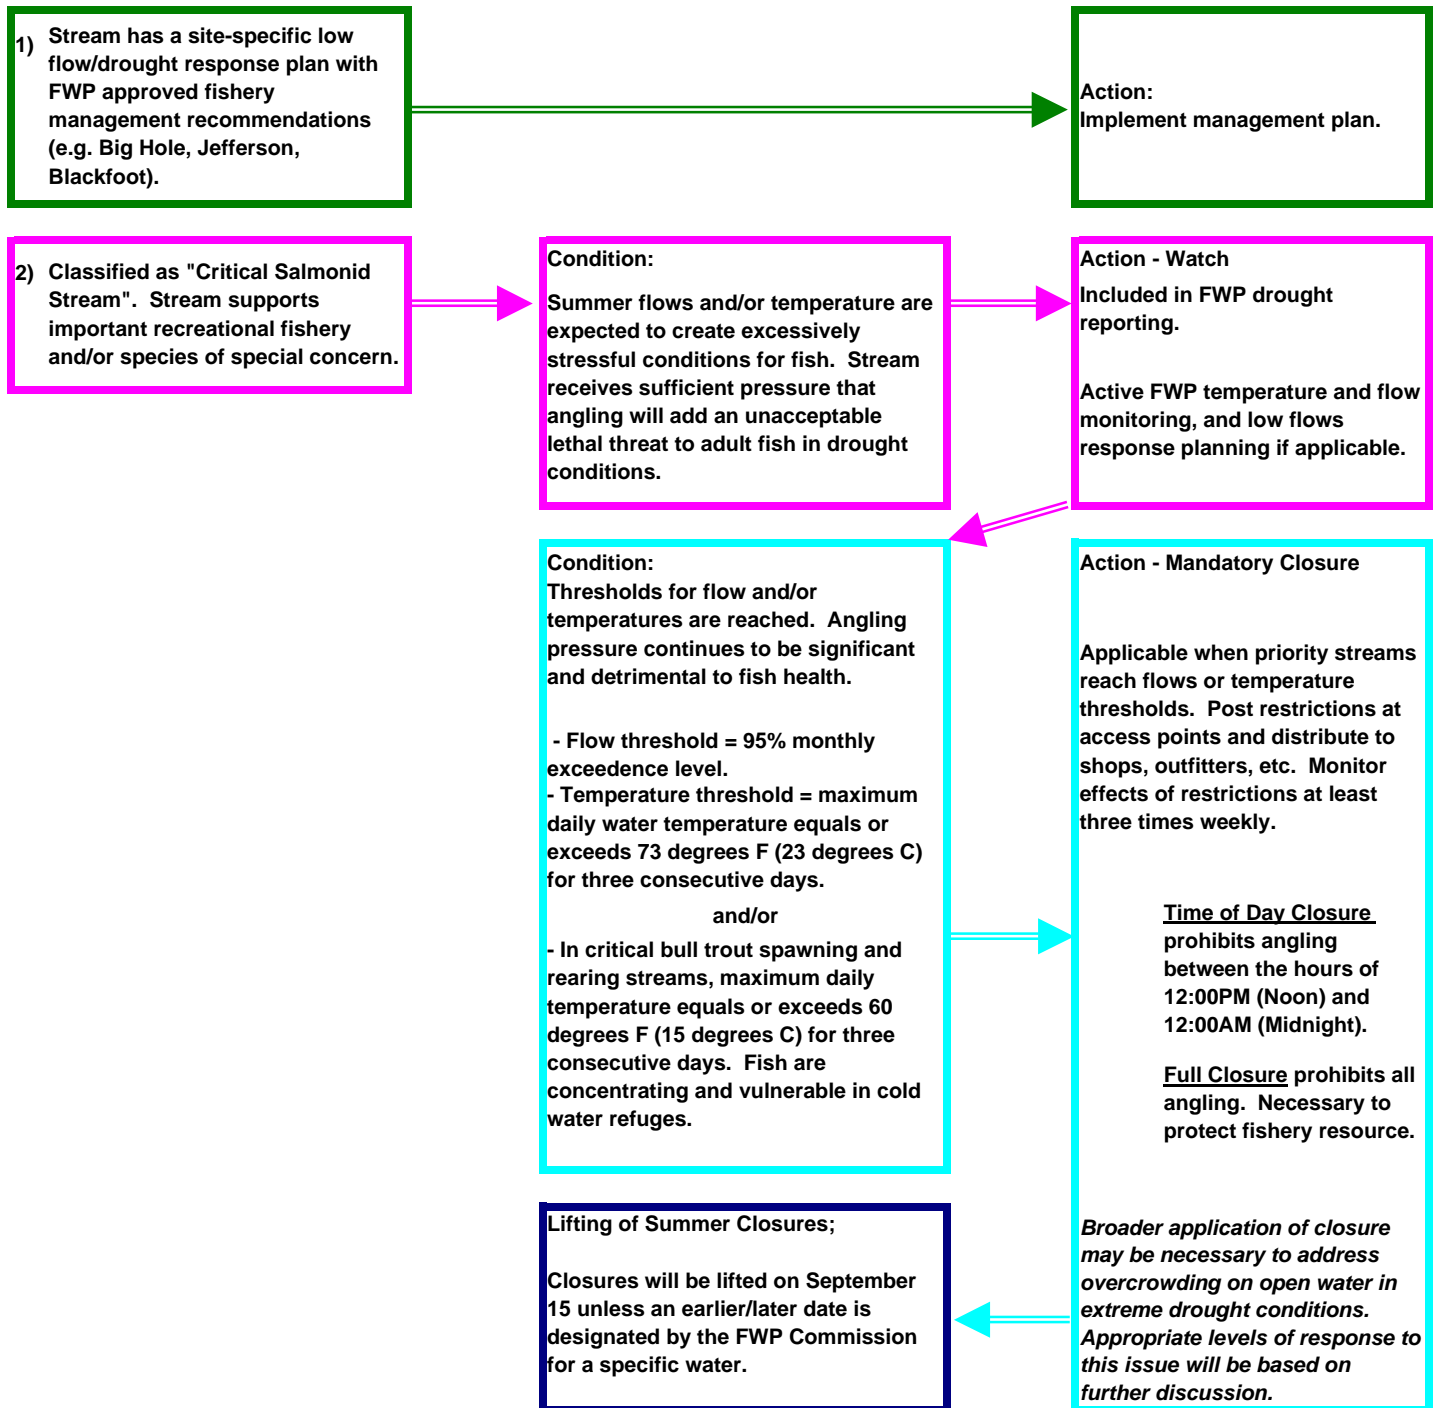 1) Stream has a site-specific low
flow/drought response plan with
FWP approved fishery
management recommendations
(e.g. Big Hole, Jefferson,
Blackfoot).
Action:
Implement management plan.
2) Classified as "Critical Salmonid
Stream". Stream supports
important recreational fishery
and/or species of special concern.
Condition:
Summer flows and/or temperature are
expected to create excessively
stressful conditions for fish. Stream
receives sufficient pressure that
angling will add an unacceptable
lethal threat to adult fish in drought
conditions.
Action - Watch
Included in FWP drought
reporting.
Active FWP temperature and flow
monitoring, and low flows
response planning if applicable.
Condition:
Thresholds for flow and/or
temperatures are reached. Angling
pressure continues to be significant
and detrimental to fish health.
- Flow threshold = 95% monthly
exceedence level.
- Temperature threshold = maximum
daily water temperature equals or
exceeds 73 degrees F (23 degrees C)
for three consecutive days.
and/or
- In critical bull trout spawning and
rearing streams, maximum daily
temperature equals or exceeds 60
degrees F (15 degrees C) for three
consecutive days. Fish are
concentrating and vulnerable in cold
water refuges.
Action - Mandatory Closure
Applicable when priority streams
reach flows or temperature
thresholds. Post restrictions at
access points and distribute to
shops, outfitters, etc. Monitor
effects of restrictions at least
three times weekly.
Time of Day Closure
prohibits angling
between the hours of
12:00PM (Noon) and
12:00AM (Midnight).
Full Closure prohibits all
angling. Necessary to
protect fishery resource.
Broader application of closure
may be necessary to address
overcrowding on open water in
extreme drought conditions.
Appropriate levels of response to
this issue will be based on
further discussion.
Lifting of Summer Closures;
Closures will be lifted on September
15 unless an earlier/later date is
designated by the FWP Commission
for a specific water.